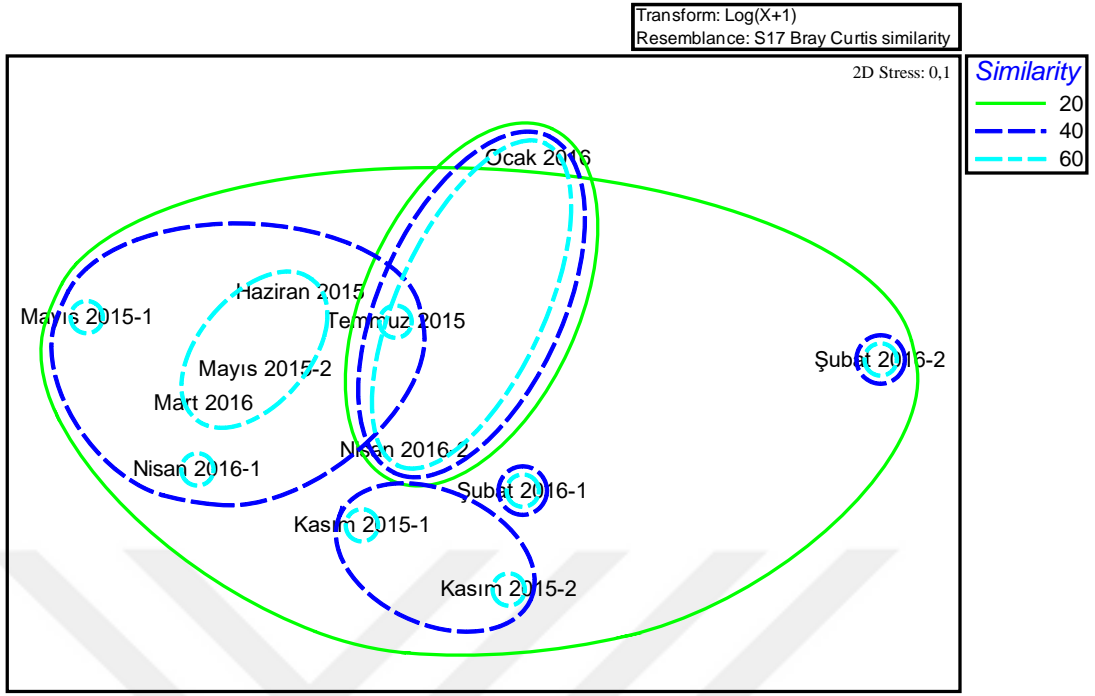 Transform: Log(X+1)
Resemblance: S17 Bray Curtis similarity
2D Stress: 0,1
Similarity
20
40
60
Ocak 2016
Haziran 2015
Mayıs 2015-1
Temmuz 2015
Şubat 2016-2
Mayıs 2015-2
Mart 2016
Nisan 2016-2
Nisan 2016-1
Şubat 2016-1
Kasım 2015-1
Kasım 2015-2